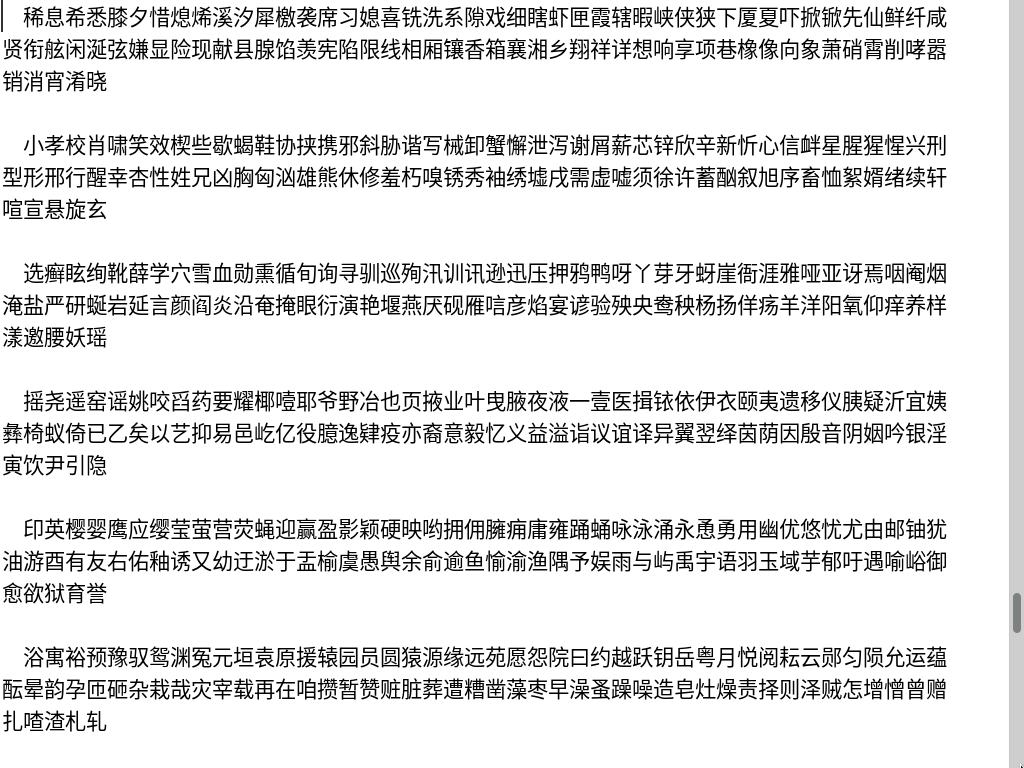 稀息希悉膝夕惜熄烯溪汐犀檄袭席习媳喜铣洗系隙戏细瞎虾匣霞辖暇峡侠狭下厦夏吓掀锨先仙鲜纤咸
贤衔舷闲涎弦嫌显险现献县腺馅羡宪陷限线相厢镶香箱襄湘乡翔祥详想响享项巷橡像向象萧硝霄削哮嚣
销消宵淆晓
小孝校肖啸笑效楔些歇蝎鞋协挟携邪斜胁谐写械卸蟹懈泄泻谢屑薪芯锌欣辛新忻心信衅星腥猩惺兴刑
型形邢行醒幸杏性姓兄凶胸匈汹雄熊休修羞朽嗅锈秀袖绣墟戌需虚嘘须徐许蓄酗叙旭序畜恤絮婿绪续轩
喧宣悬旋玄
选癣眩绚靴薛学穴雪血勋熏循旬询寻驯巡殉汛训讯逊迅压押鸦鸭呀丫芽牙蚜崖衙涯雅哑亚讶焉咽阉烟
淹盐严研蜒岩延言颜阎炎沿奄掩眼衍演艳堰燕厌砚雁唁彦焰宴谚验殃央鸯秧杨扬佯疡羊洋阳氧仰痒养样
漾邀腰妖瑶
摇尧遥窑谣姚咬舀药要耀椰噎耶爷野冶也页掖业叶曳腋夜液一壹医揖铱依伊衣颐夷遗移仪胰疑沂宜姨
彝椅蚁倚已乙矣以艺抑易邑屹亿役臆逸肄疫亦裔意毅忆义益溢诣议谊译异翼翌绎茵荫因殷音阴姻吟银淫
寅饮尹引隐
印英樱婴鹰应缨莹萤营荧蝇迎赢盈影颖硬映哟拥佣臃痈庸雍踊蛹咏泳涌永恿勇用幽优悠忧尤由邮铀犹
油游酉有友右佑釉诱又幼迂淤于盂榆虞愚舆余俞逾鱼愉渝渔隅予娱雨与屿禹宇语羽玉域芋郁吁遇喻峪御
愈欲狱育誉
浴寓裕预豫驭鸳渊冤元垣袁原援辕园员圆猿源缘远苑愿怨院曰约越跃钥岳粤月悦阅耘云郧匀陨允运蕴
酝晕韵孕匝砸杂栽哉灾宰载再在咱攒暂赞赃脏葬遭糟凿藻枣早澡蚤躁噪造皂灶燥责择则泽贼怎增憎曾赠
扎喳渣札轧